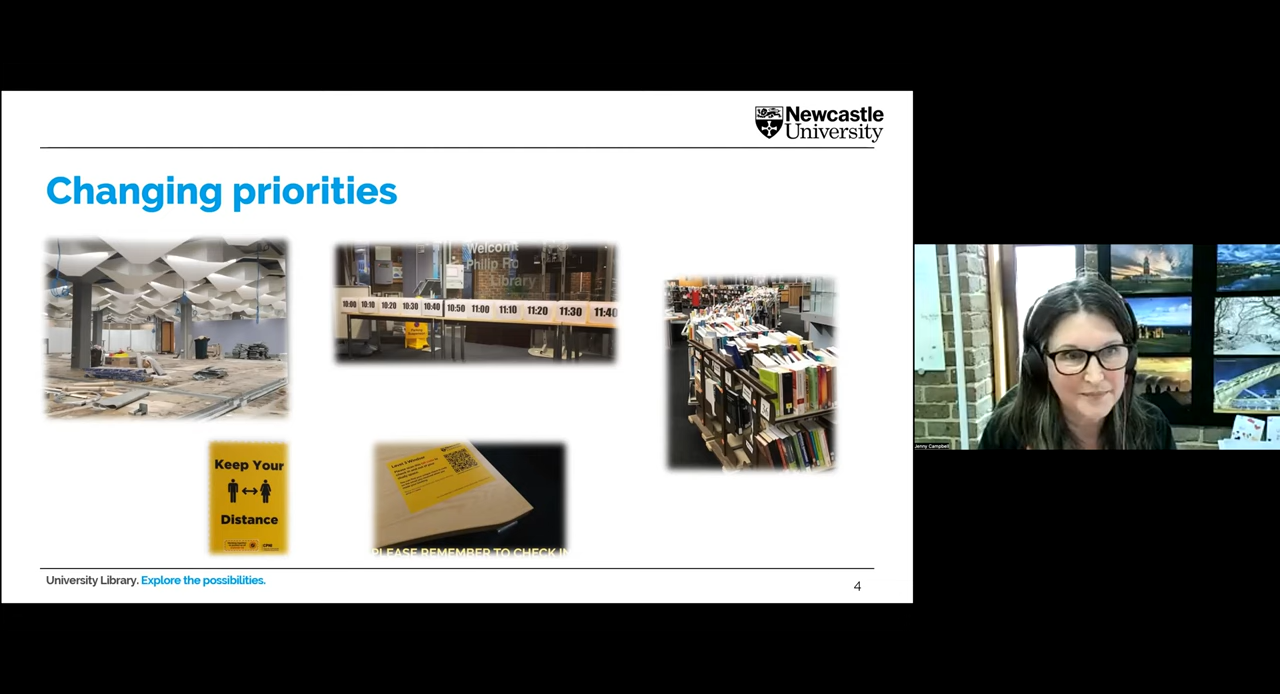 Newcastle
University
Changing priorities
Welcome
Philip Ro
Library
10:00 10:10 10:20 10:30 10:40 10:50 11:00 11:10 11:20 11:30 11:40
Keep Your
Distance
PLEASE REMEMBER TO CHECK IN
University Library. Explore the possibilities.
4
Jenny Campbell